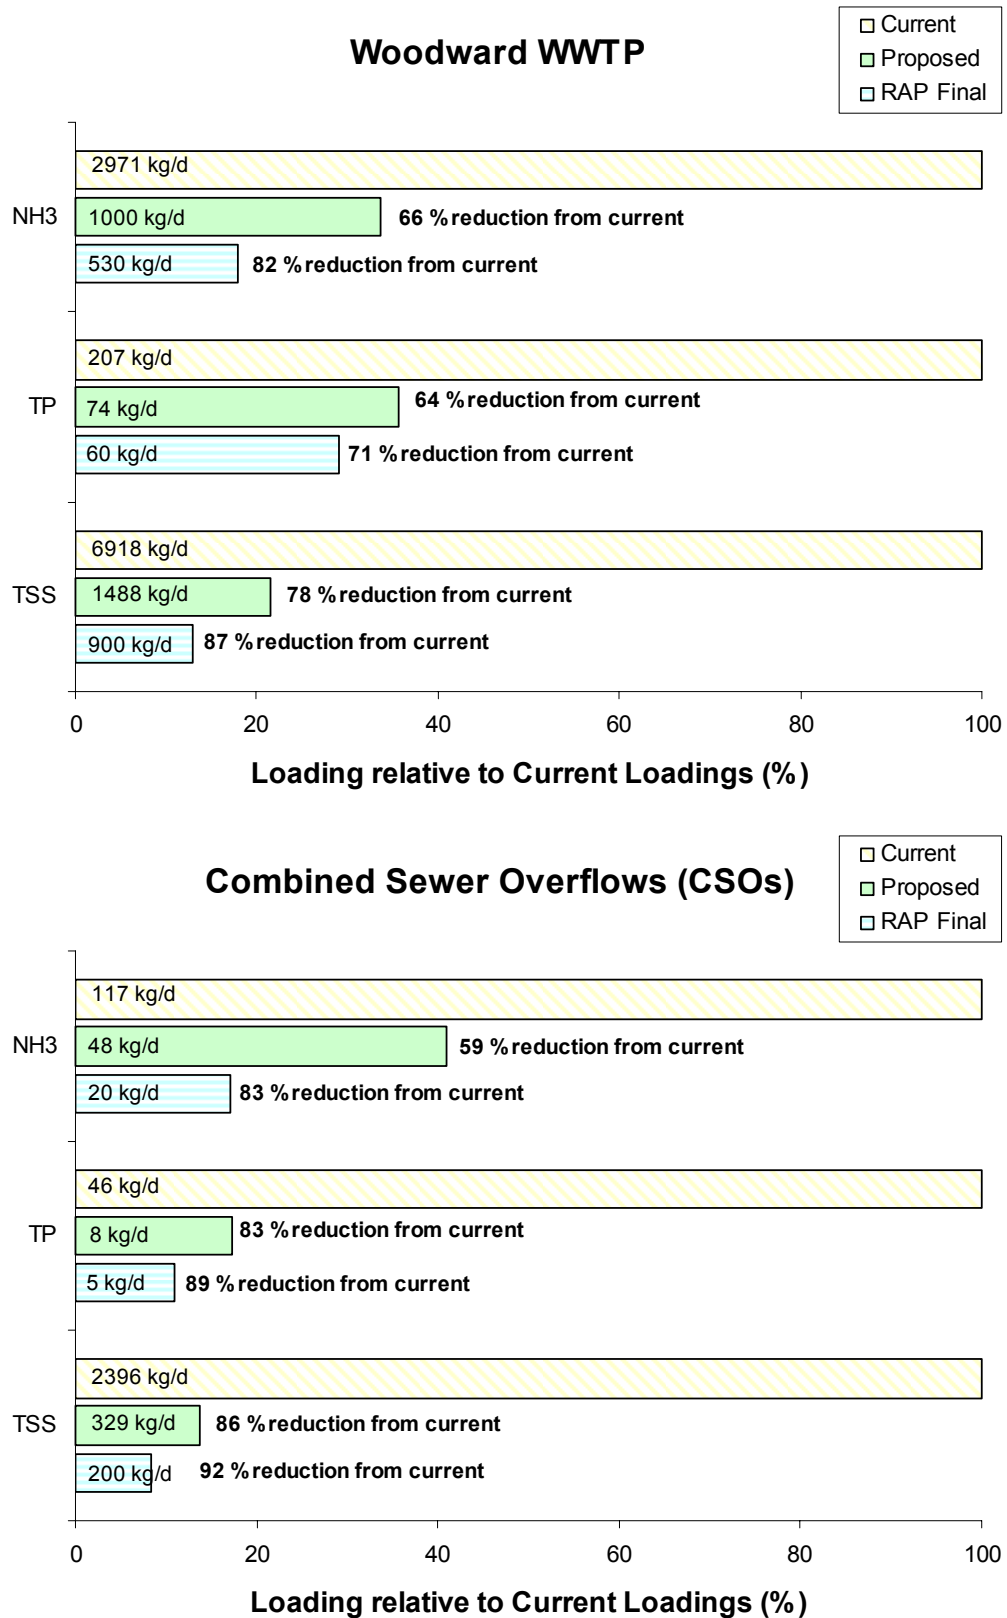 Woodward WWTP
Current
Proposed
RAP Final
2971 kg/d
NH3
1000 kg/d
66 % reduction from current
530 kg/d
82 % reduction from current
207 kg/d
TP
74 kg/d
64 % reduction from current
60 kg/d
71 % reduction from current
6918 kg/d
TSS
1488 kg/d
78 % reduction from current
900 kg/d
87 % reduction from current
0 20 40 60 80 100
Loading relative to Current Loadings (%)
Combined Sewer Overflows (CSOs)
Current
Proposed
RAP Final
117 kg/d
NH3
48 kg/d
59 % reduction from current
20 kg/d
83 % reduction from current
46 kg/d
TP
8 kg/d
83 % reduction from current
5 kg/d
89 % reduction from current
2396 kg/d
TSS
329 kg/d
86 % reduction from current
200 kg/d
92 % reduction from current
0 20 40 60 80 100
Loading relative to Current Loadings (%)